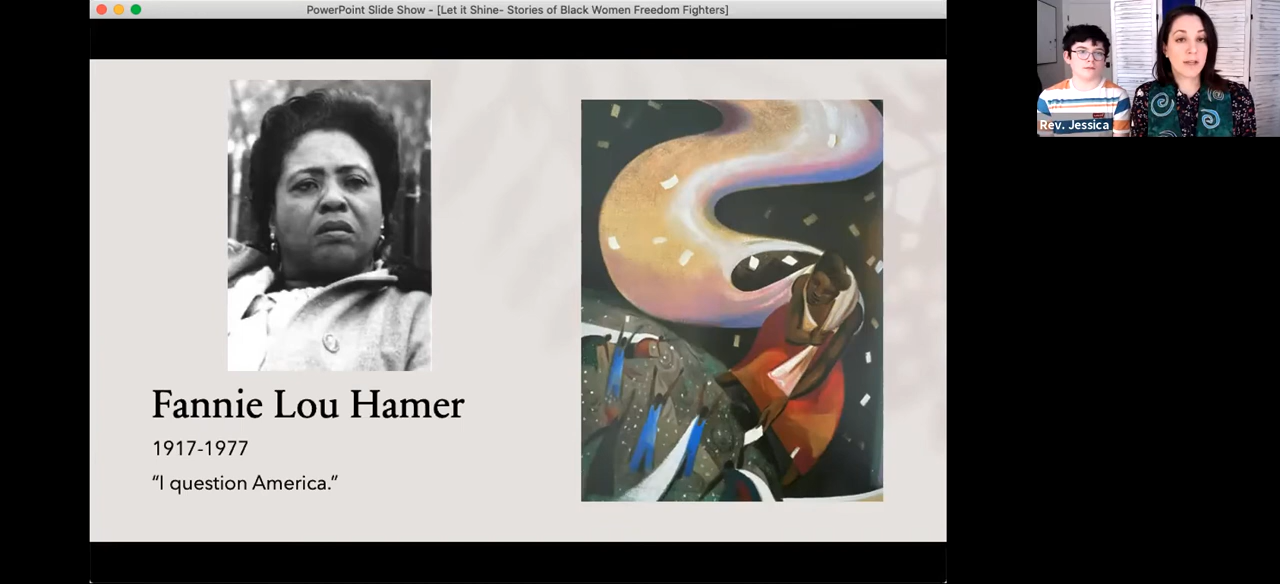 PowerPoint Slide Show - [Let it Shine- Stories of Black Women Freedom Fighters]
Rev. Jessica
Fannie Lou Hamer
1917-1977
“I question America.”